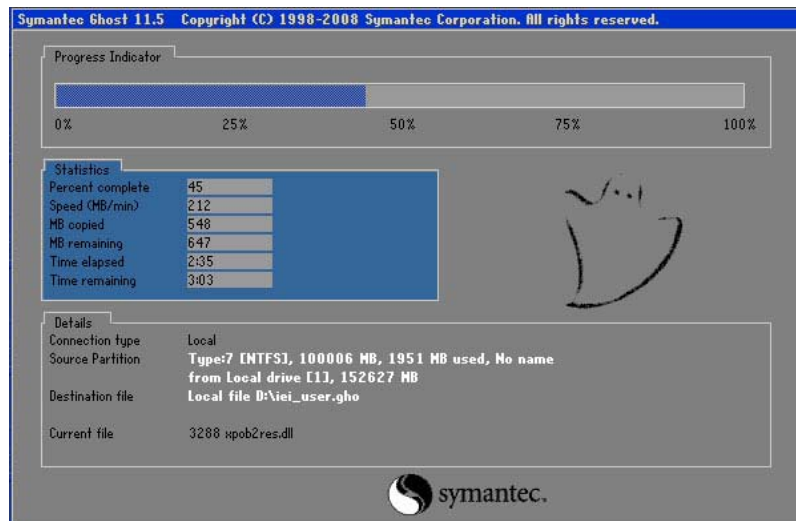 Symantec Ghost 11.5 Copyright (C) 1998-2008 Symantec Corporation. All rights reserved.
Progress Indicator
0% 25% 50% 75% 100%
Statistics
Percent complete 45
Speed (MB/min) 212
MB copied 548
MB remaining 647
Time elapsed 2:35
Time remaining 3:03
Details
Connection type Local
Source Partition Type:7 [NTFS], 100006 MB, 1951 MB used, No name
from Local drive [1], 152627 MB
Destination file Local file D:\iei_user.gho
Current file 3288 xpob2res.dll
symantec.